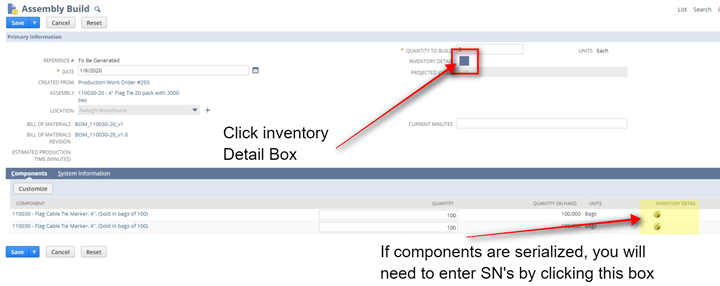 Assembly Build
List Search
Save Cancel Reset
Primary Information
REFERENCE # To Be Generated
* DATE 1/9/2020
CREATED FROM Production Work Order #293
ASSEMBLY 110030-20 - 4" Flag Tie 20 pack with 2000
ties
LOCATION Raleigh Warehouse
BILL OF MATERIALS BOM_110030-20_v1
BILL OF MATERIALS BOM_110030-20_v1.0
REVISION
ESTIMATED PRODUCTION
TIME (MINUTES)
* QUANTITY TO BUILD
UNITS Each
INVENTORY DETAIL
PROJECTED
CURRENT MINUTES
Click inventory
Detail Box
Components System Information
Customize
COMPONENT QUANTITY QUANTITY ON HAND UNITS INVENTORY DETAIL
110030 - Flag Cable Tie Marker, 4", (Sold in bags of 100) 100 100.000 Bags
110030 - Flag Cable Tie Marker, 4", (Sold in bags of 100) 100 100.000 Bags
If components are serialized, you will
need to enter SN's by clicking this box
Save Cancel Reset